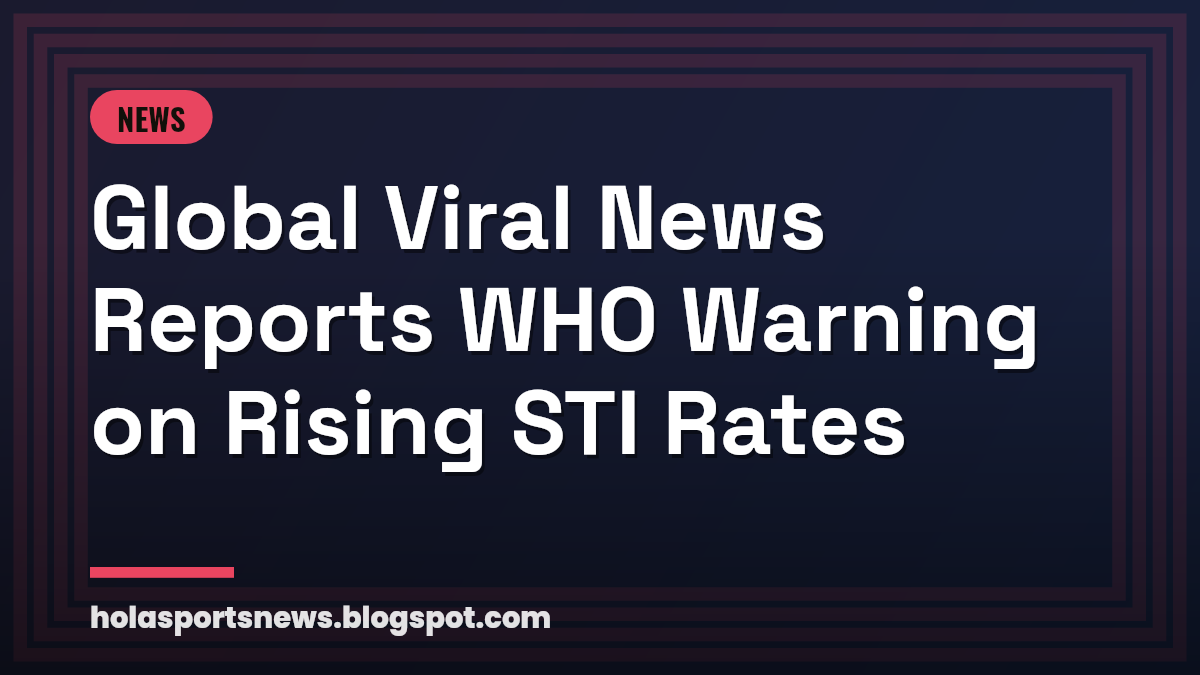 NEWS
Global Viral News
Reports WHO Warning
on Rising STI Rates
holasportsnews.blogspot.com